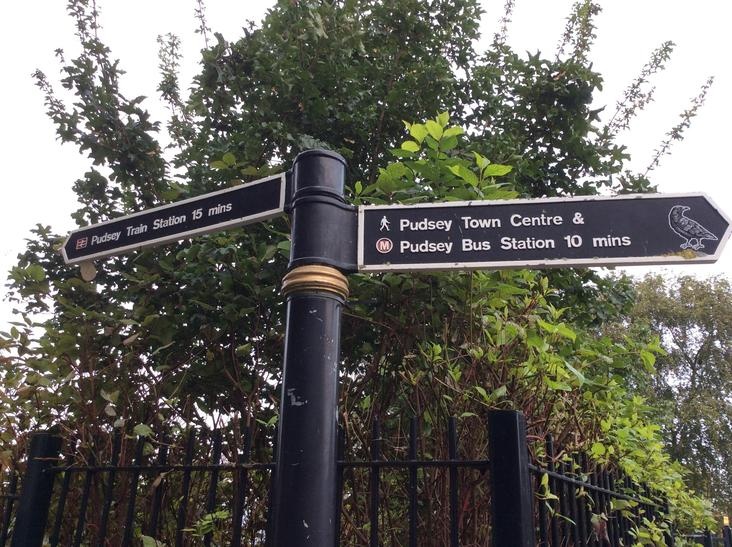 Pudsey Train Station 15 mins
Pudsey Town Centre &
M Pudsey Bus Station 10 mins